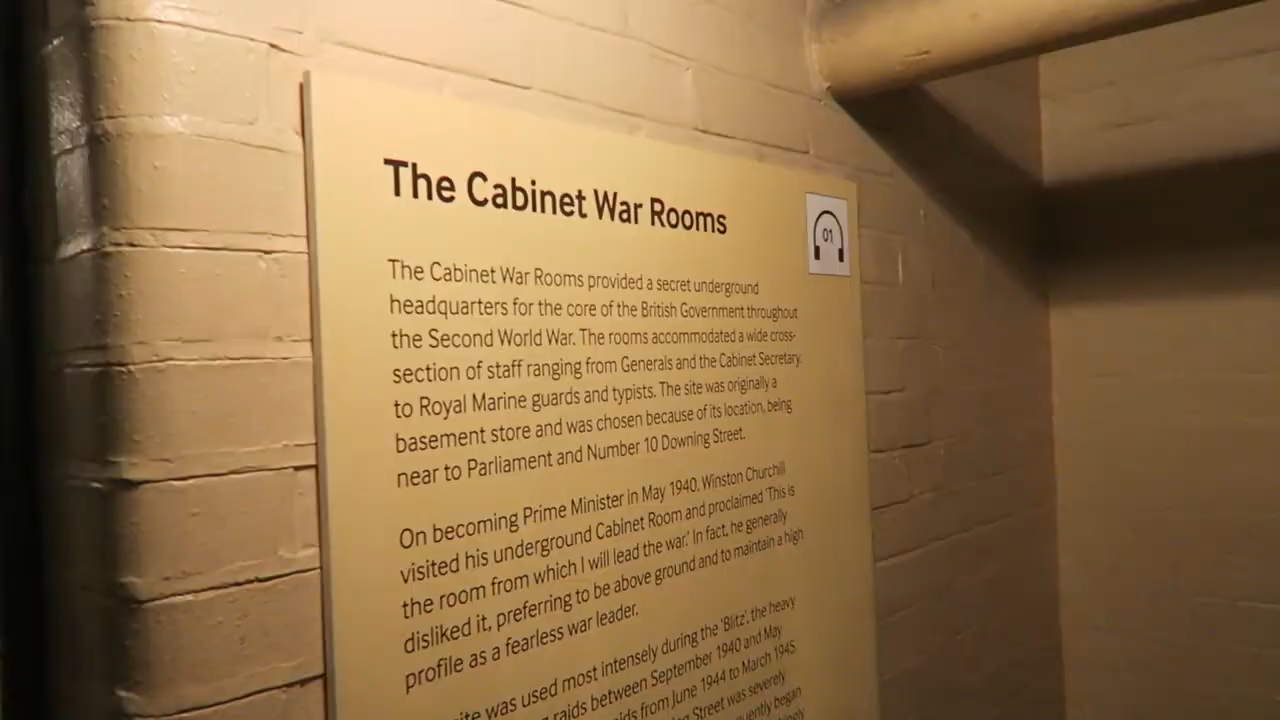 The Cabinet War Rooms
01
The Cabinet War Rooms provided a secret underground
headquarters for the core of the British Government throughout
the Second World War. The rooms accommodated a wide cross-
section of staff ranging from Generals and the Cabinet Secretary,
to Royal Marine guards and typists. The site was originally a
basement store and was chosen because of its location, being
near to Parliament and Number 10 Downing Street.
On becoming Prime Minister in May 1940, Winston Churchill
visited his underground Cabinet Room and proclaimed 'This is
the room from which I will lead the war.' In fact, he generally
disliked it, preferring to be above ground and to maintain a high
profile as a fearless war leader.
was used most intensely during the 'Blitz', the heavy
raids between September 1940 and May
from June 1944 to March 1945.
Street was severely
began